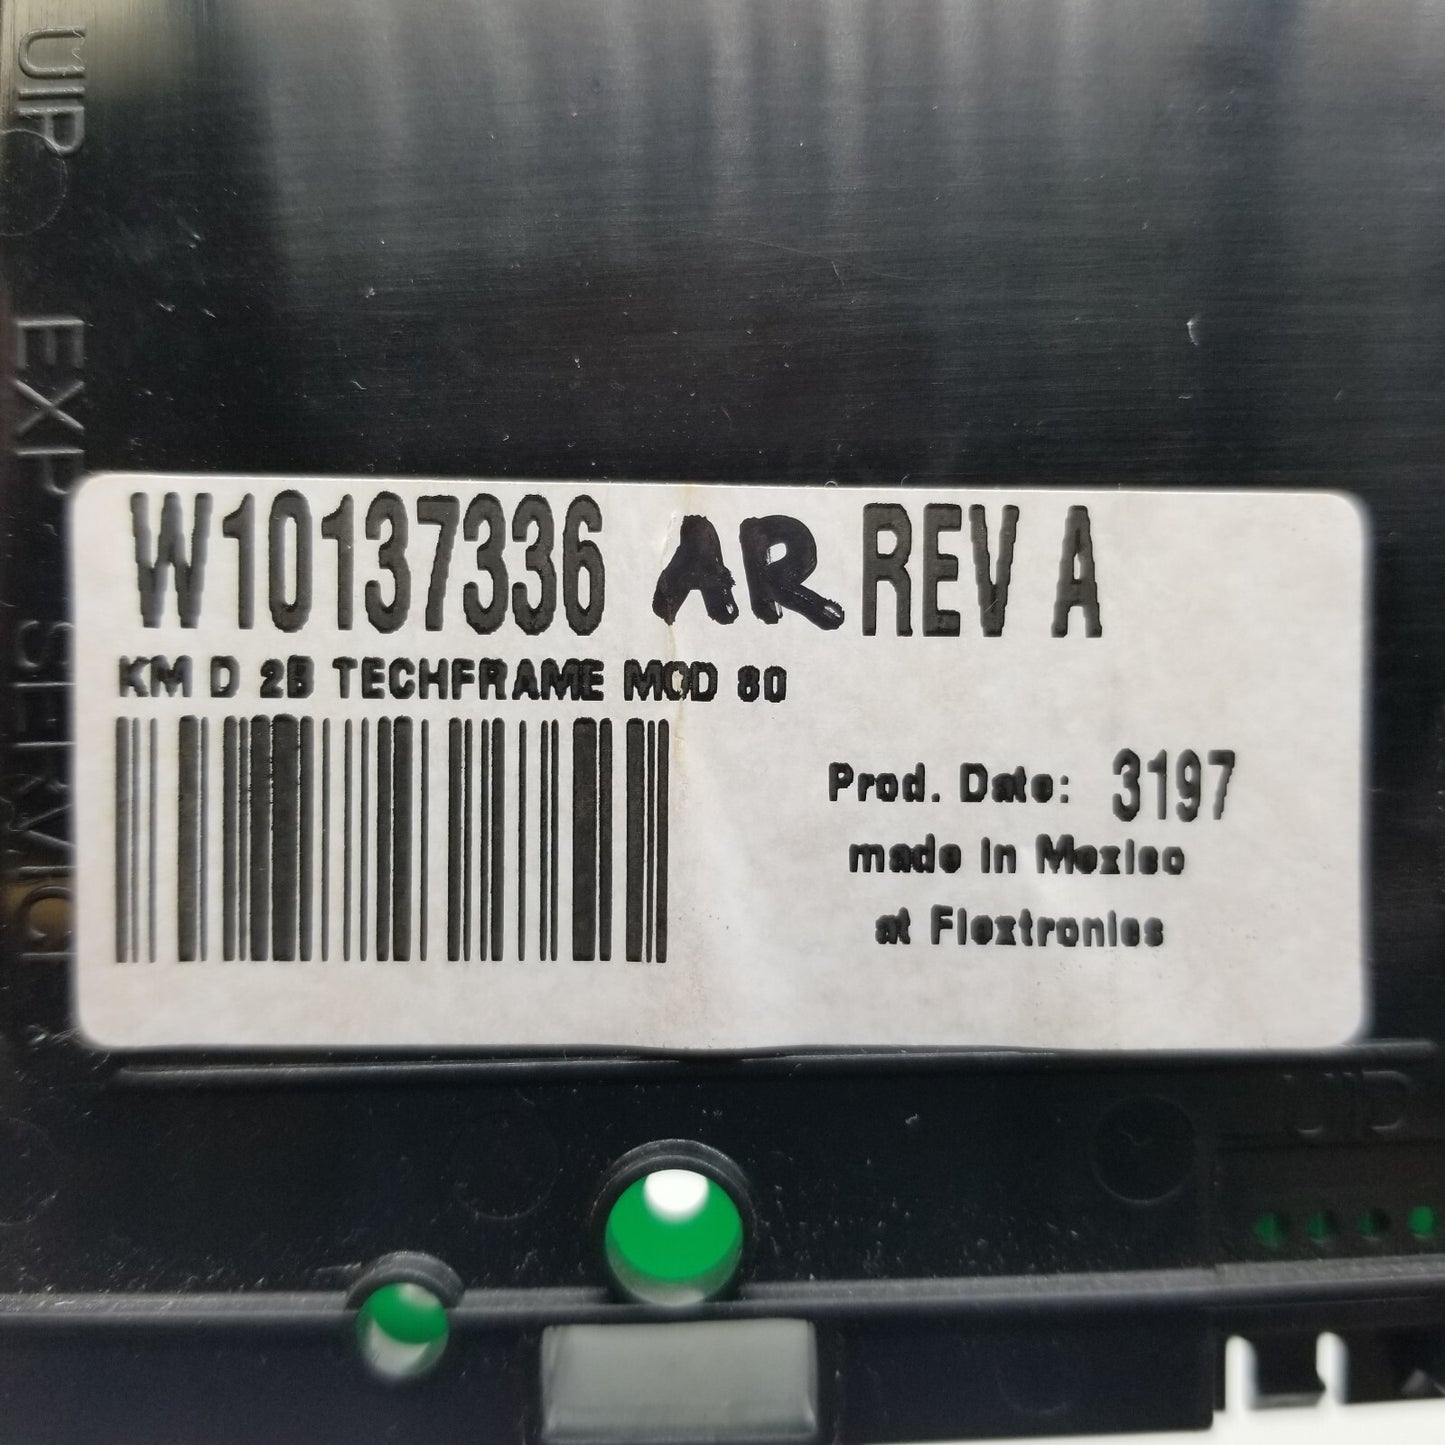 UIP EXP SERVICE
W10137336 AR REV A
KM D 2B TECHFRAME MOD 80
Prod. Date: 3197
made in Mexico
at Flextronics
UIP